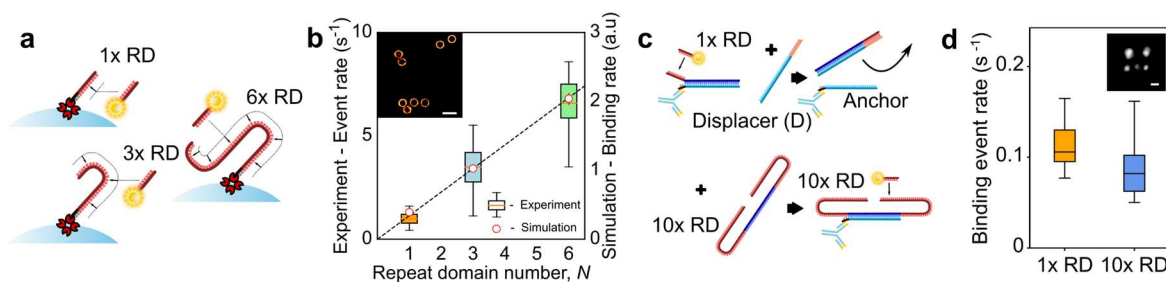 a
1x RD
6x RD
3x RD
b
Experiment - Event rate (s⁻¹)
10
5
0
1 2 3 4 5 6
Repeat domain number, N
- Experiment
- Simulation
3
2
1
0
Simulation - Binding rate (a.u)
c
1x RD
+
Displacer (D)
Anchor
+
10x RD
10x RD
d
Binding event rate (s⁻¹)
0.2
0.1
0
1x RD 10x RD